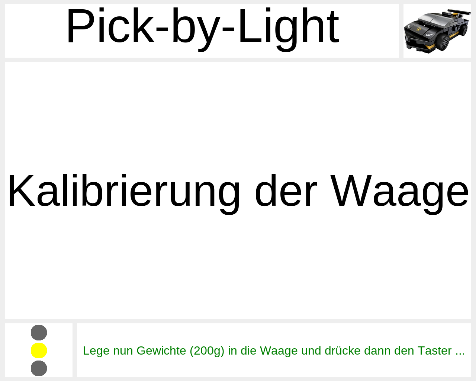 Pick-by-Light
Kalibrierung der Waage
Lege nun Gewichte (200g) in die Waage und drücke dann den Taster ...